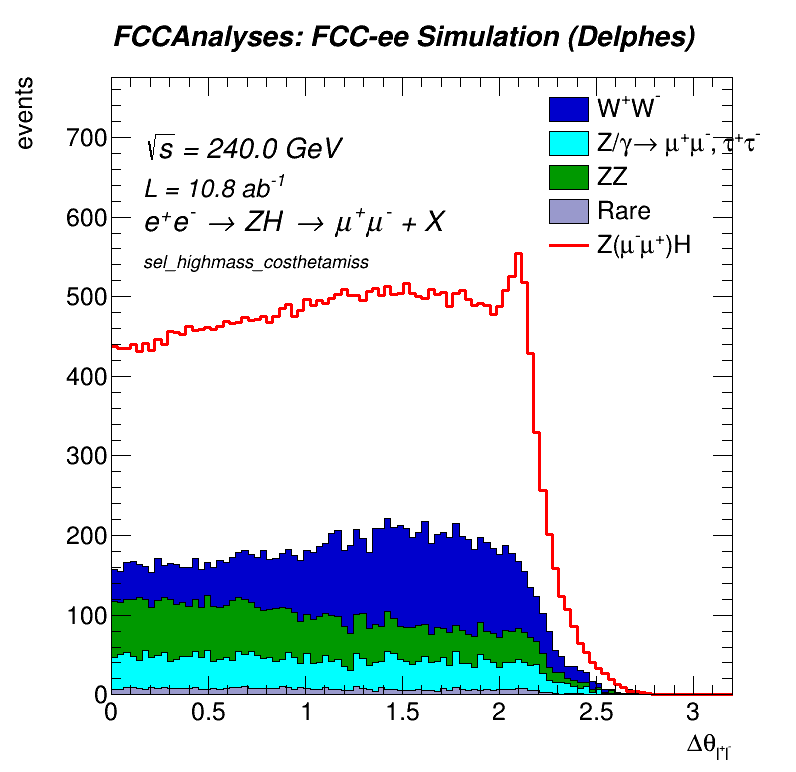 FCCAnalyses: FCC-ee Simulation (Delphes)
events
√s = 240.0 GeV
L = 10.8 ab⁻¹
e⁺e⁻ → ZH → μ⁺μ⁻ + X
sel_highmass_costhetamiss
W⁺W⁻
Z/γ→ μ⁺μ⁻, τ⁺τ⁻
ZZ
Rare
Z(μ⁻μ⁺)H
700
600
500
400
300
200
100
0
0 0.5 1 1.5 2 2.5 3
Δθ_l⁺l⁻